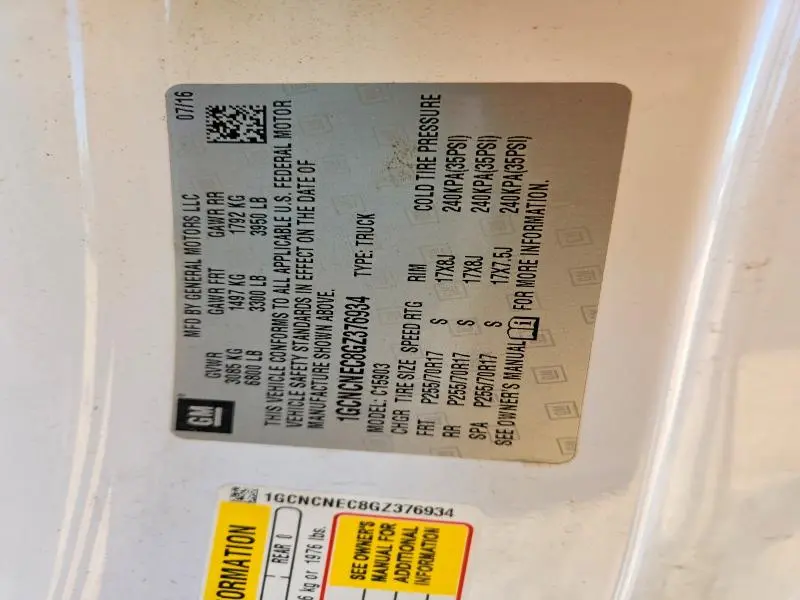 GM
MFD BY GENERAL MOTORS LLC 07/16
GVWR GAWR FRT GAWR RR
3085 KG 1497 KG 1792 KG
6800 LB 3300 LB 3950 LB
THIS VEHICLE CONFORMS TO ALL APPLICABLE U.S. FEDERAL MOTOR
VEHICLE SAFETY STANDARDS IN EFFECT ON THE DATE OF
MANUFACTURE SHOWN ABOVE.
1GCNCNEC8GZ376934 TYPE: TRUCK
MODEL: C15903
CHGR TIRE SIZE SPEED RTG RIM COLD TIRE PRESSURE
FRT P255/70R17 S 17X8J 240KPA(35PSI)
RR P255/70R17 S 17X8J 240KPA(35PSI)
SPA P255/70R17 S 17X7.5J 240KPA(35PSI)
SEE OWNER'S MANUAL i FOR MORE INFORMATION.
1GCNCNEC8GZ376934
ORMATION
REAR 0
6 kg or 1976 lbs.
SEE OWNER'S
MANUAL FOR
ADDITIONAL
INFORMATION